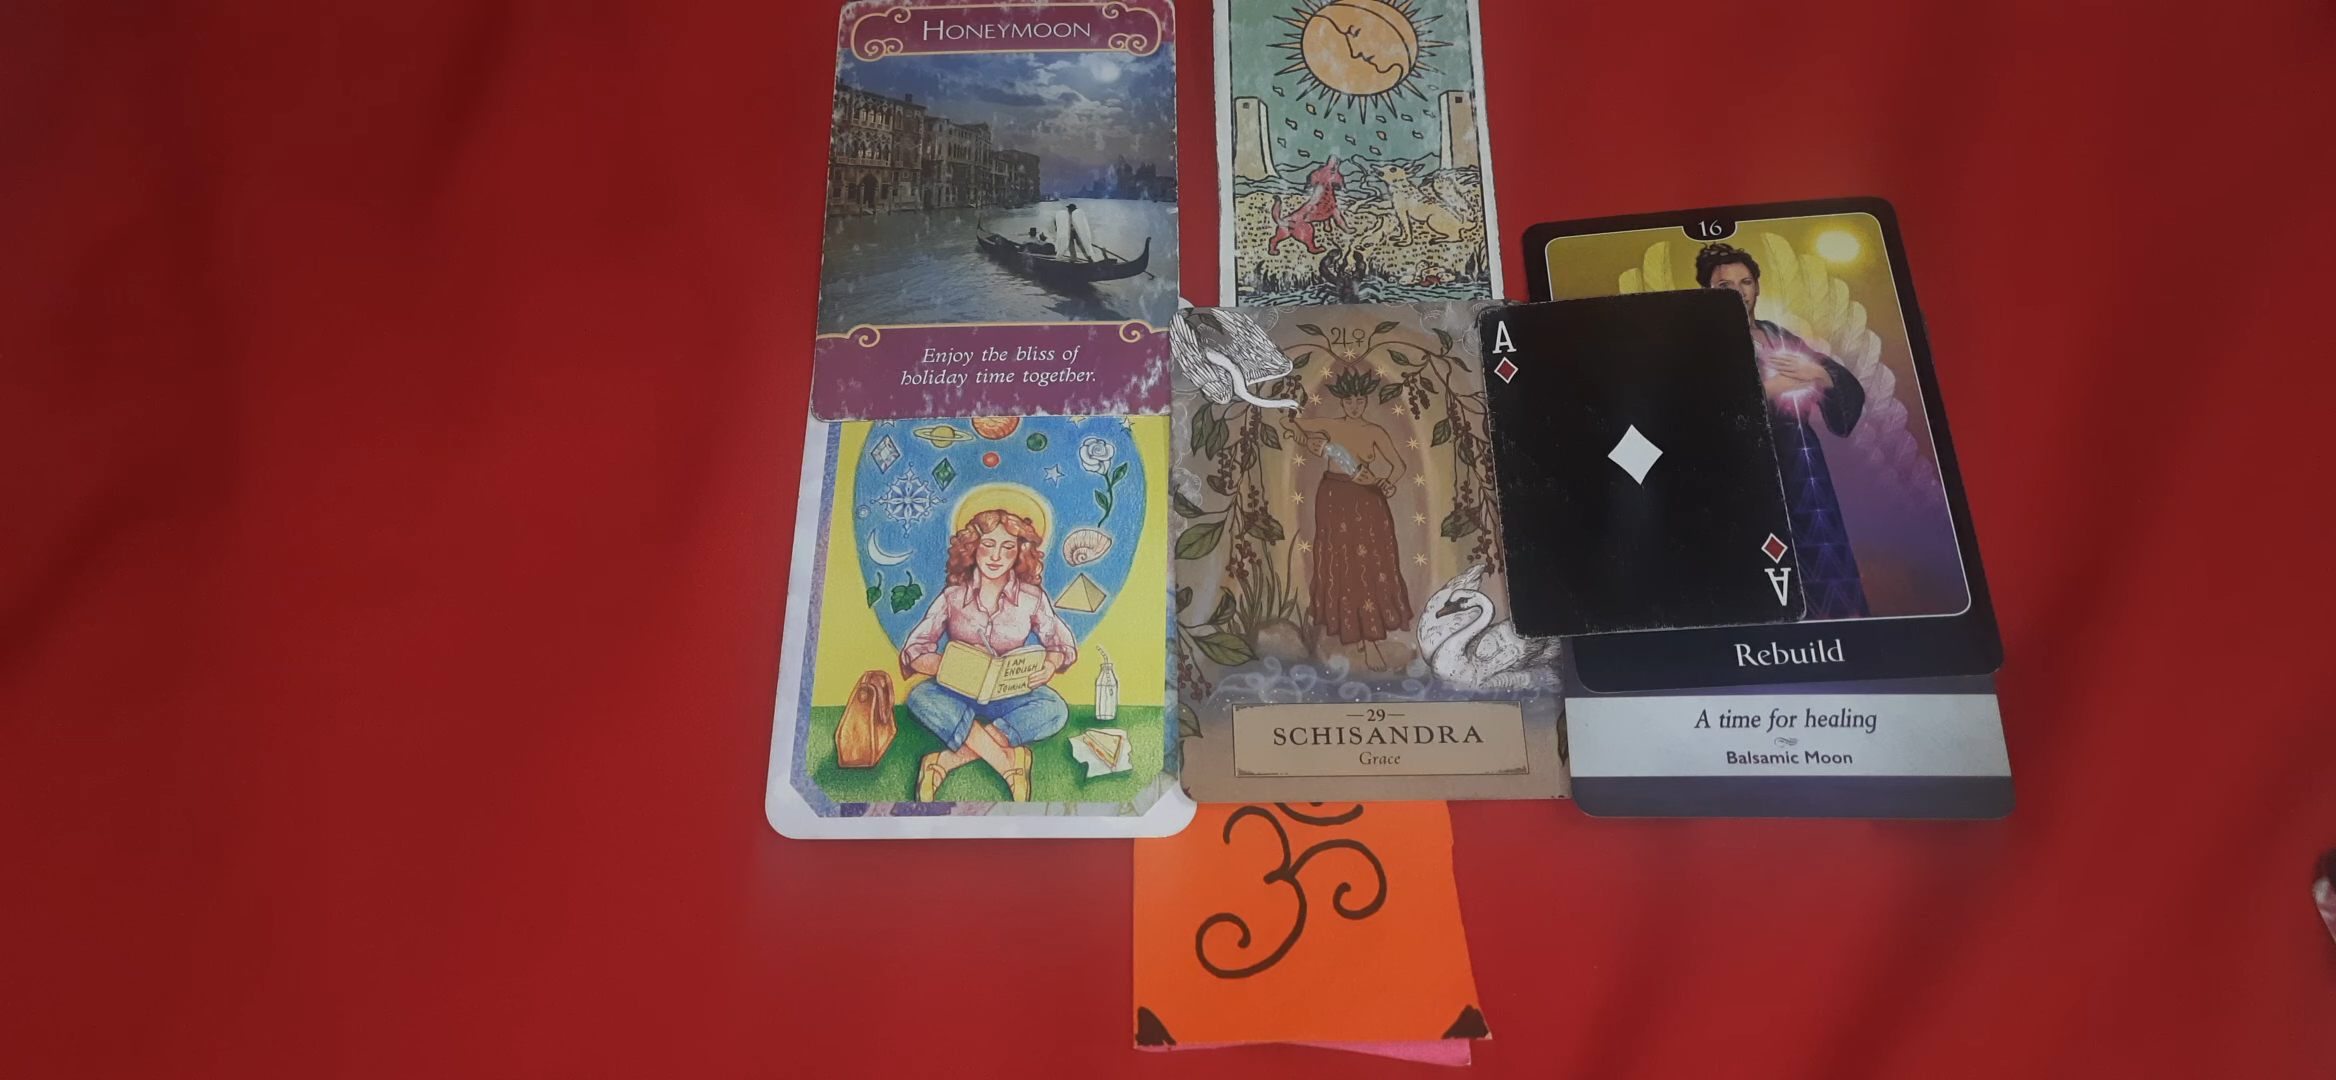 HONEYMOON
Enjoy the bliss of
holiday time together.
I AM
ENOUGH
JOURNAL
29
SCHISANDRA
Grace
A
A
16
Rebuild
A time for healing
Balsamic Moon